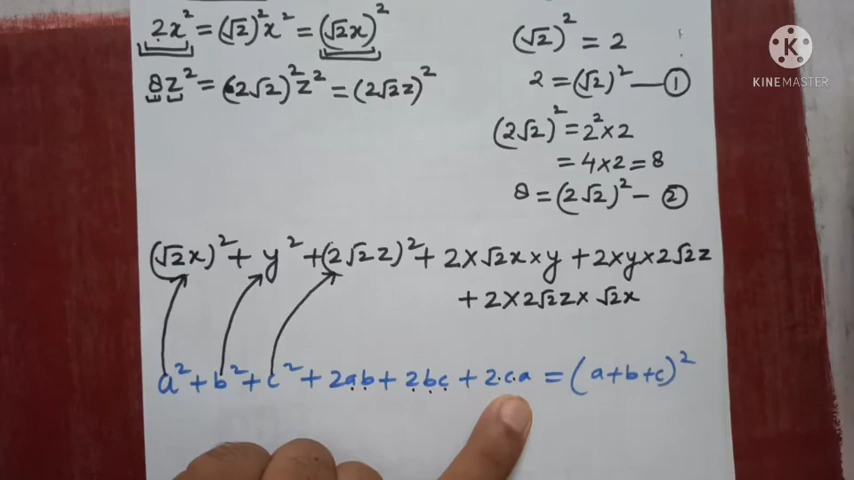 2x² = (√2)²x² = (√2x)²
8z² = (2√2)²z² = (2√2z)²
(√2)² = 2
2 = (√2)² — ①
(2√2)² = 2² × 2
= 4 × 2 = 8
8 = (2√2)² — ②
K
KINEMASTER
(√2x)² + y² + (2√2z)² + 2×√2x×y + 2×y×2√2z
+ 2×2√2z×√2x
a² + b² + c² + 2ab + 2bc + 2·c·a = (a+b+c)²